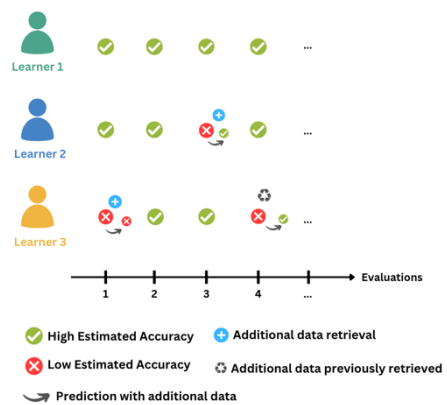 Learner 1
...
Learner 2
...
Learner 3
...
Evaluations
1 2 3 4 ...
High Estimated Accuracy
Additional data retrieval
Low Estimated Accuracy
Additional data previously retrieved
Prediction with additional data